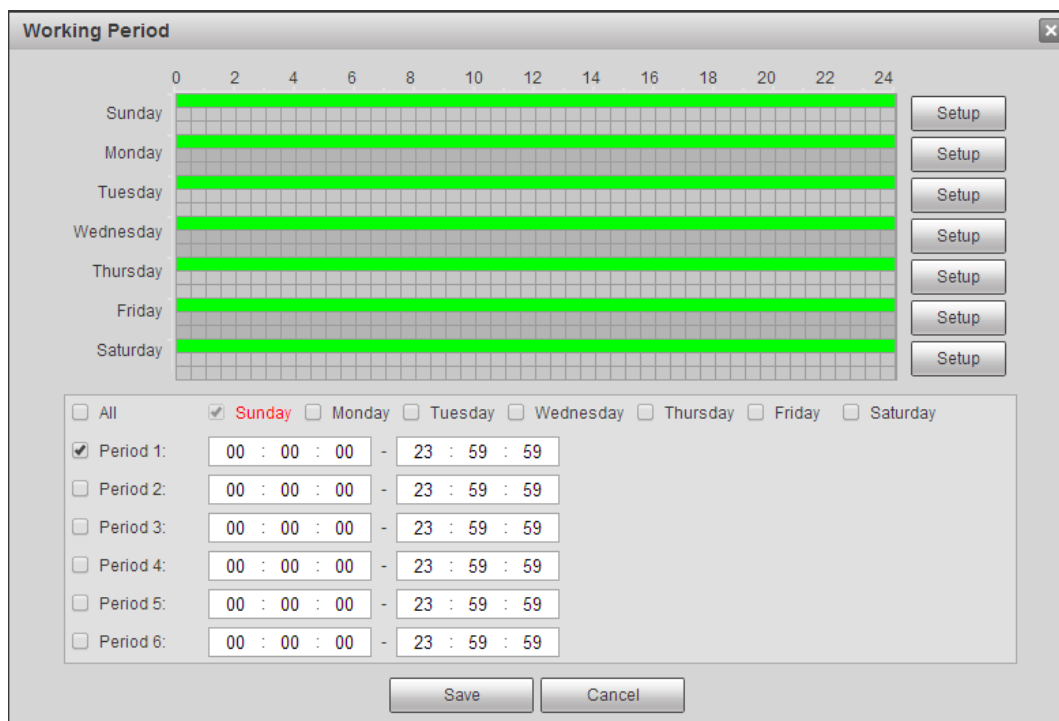 Working Period
0 2 4 6 8 10 12 14 16 18 20 22 24
Sunday Setup
Monday Setup
Tuesday Setup
Wednesday Setup
Thursday Setup
Friday Setup
Saturday Setup
All Sunday Monday Tuesday Wednesday Thursday Friday Saturday
Period 1: 00 : 00 : 00 - 23 : 59 : 59
Period 2: 00 : 00 : 00 - 23 : 59 : 59
Period 3: 00 : 00 : 00 - 23 : 59 : 59
Period 4: 00 : 00 : 00 - 23 : 59 : 59
Period 5: 00 : 00 : 00 - 23 : 59 : 59
Period 6: 00 : 00 : 00 - 23 : 59 : 59
Save Cancel